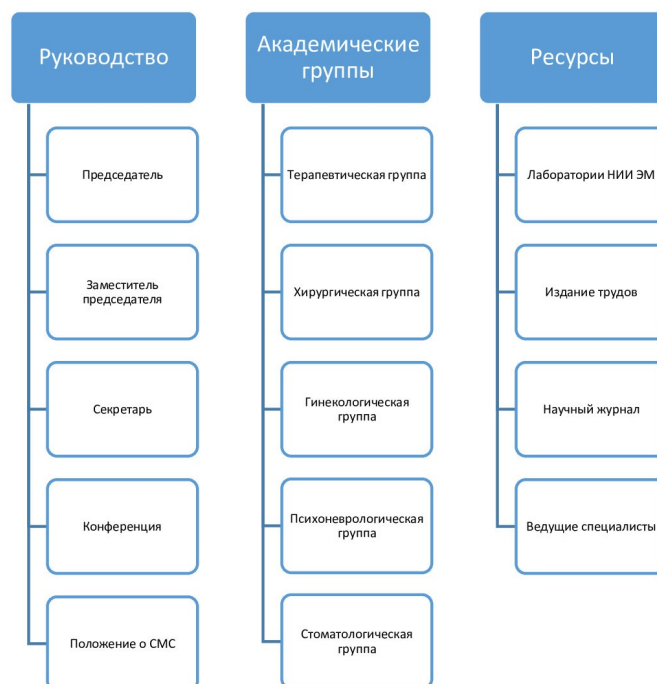 Руководство
Председатель
Заместитель
председателя
Секретарь
Конференция
Положение о СМС
Академические
группы
Терапевтическая группа
Хирургическая группа
Гинекологическая
группа
Психоневрологическая
группа
Стоматологическая
группа
Ресурсы
Лаборатории НИИ ЭМ
Издание трудов
Научный журнал
Ведущие специалисты